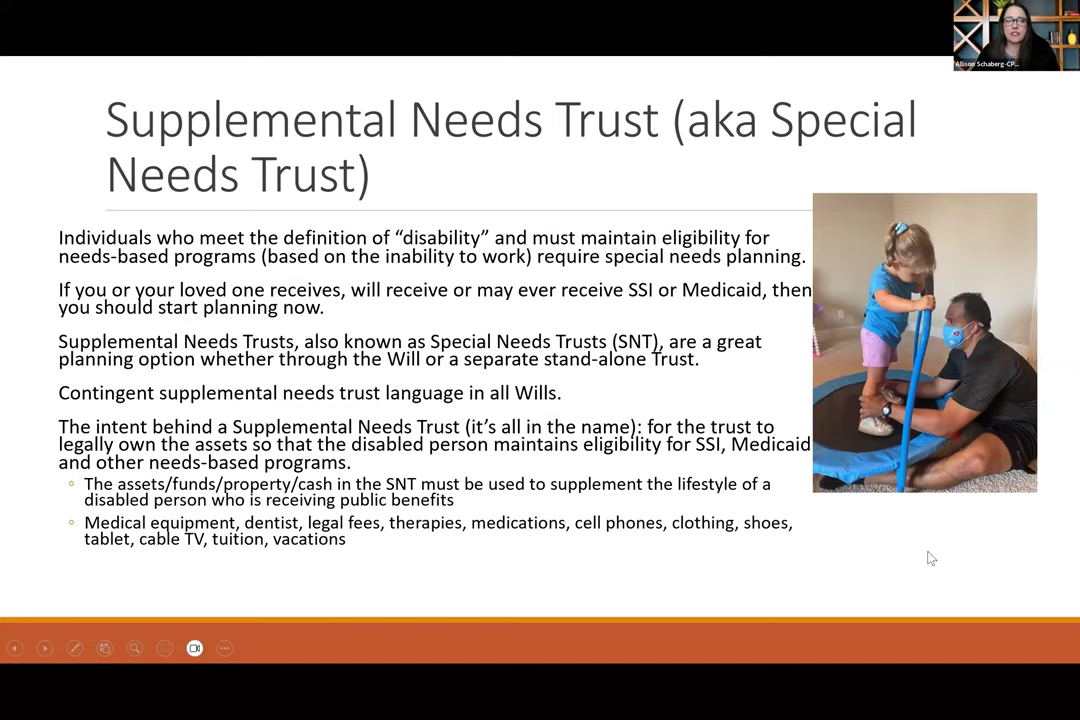 Allison Schaberg-CP...
Supplemental Needs Trust (aka Special
Needs Trust)
Individuals who meet the definition of “disability” and must maintain eligibility for
needs-based programs (based on the inability to work) require special needs planning.
If you or your loved one receives, will receive or may ever receive SSI or Medicaid, then
you should start planning now.
Supplemental Needs Trusts, also known as Special Needs Trusts (SNT), are a great
planning option whether through the Will or a separate stand-alone Trust.
Contingent supplemental needs trust language in all Wills.
The intent behind a Supplemental Needs Trust (it’s all in the name): for the trust to
legally own the assets so that the disabled person maintains eligibility for SSI, Medicaid
and other needs-based programs.
◦ The assets/funds/property/cash in the SNT must be used to supplement the lifestyle of a
disabled person who is receiving public benefits
◦ Medical equipment, dentist, legal fees, therapies, medications, cell phones, clothing, shoes,
tablet, cable TV, tuition, vacations